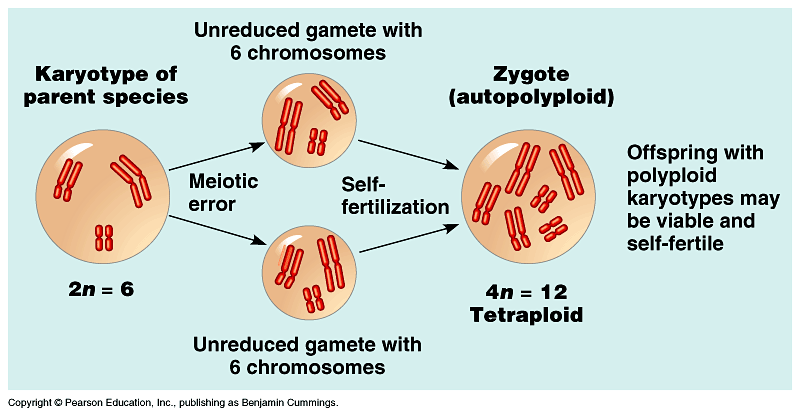 Unreduced gamete with
6 chromosomes
Karyotype of
parent species
Zygote
(autopolyploid)
Meiotic
error
Self-
fertilization
Offspring with
polyploid
karyotypes may
be viable and
self-fertile
2n = 6
4n = 12
Tetraploid
Unreduced gamete with
6 chromosomes
Copyright © Pearson Education, Inc., publishing as Benjamin Cummings.